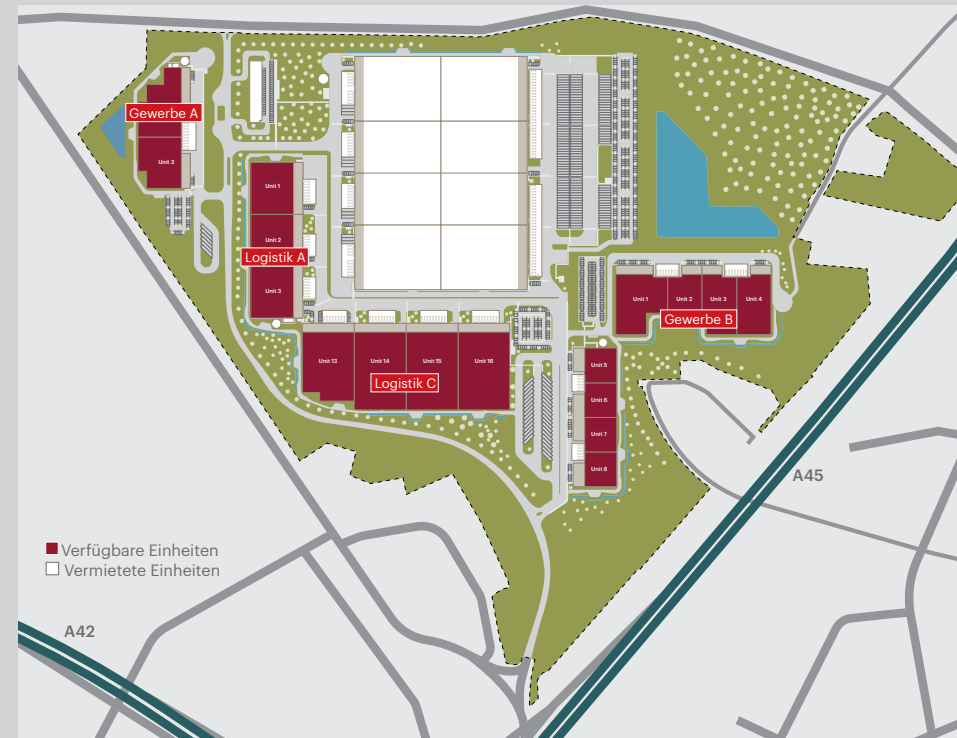 Gewerbe A
Unit 2
Unit 1
Unit 2
Logistik A
Unit 3
Unit 1
Unit 2
Unit 3
Unit 4
Gewerbe B
Unit 13
Unit 14
Unit 15
Unit 16
Logistik C
Unit 5
Unit 6
Unit 7
Unit 8
A45
Verfügbare Einheiten
Vermietete Einheiten
A42